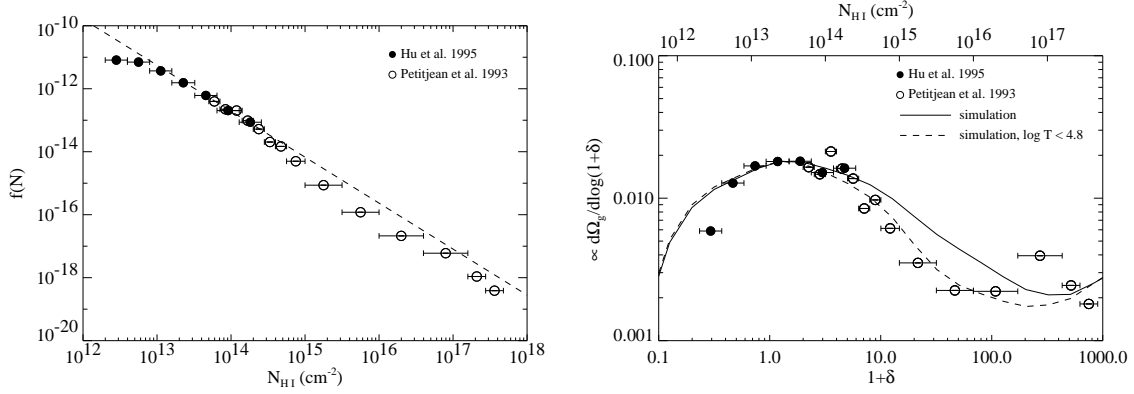 10^-10
10^-12
10^-14
10^-16
10^-18
10^-20
f(N)
Hu et al. 1995
Petitjean et al. 1993
10^12 10^13 10^14 10^15 10^16 10^17 10^18
N_HI (cm^-2)
N_HI (cm^-2)
10^12 10^13 10^14 10^15 10^16 10^17
0.100
0.010
0.001
∝ dΩ_g/dlog(1+δ)
Hu et al. 1995
Petitjean et al. 1993
simulation
simulation, log T < 4.8
0.1 1.0 10.0 100.0 1000.0
1+δ